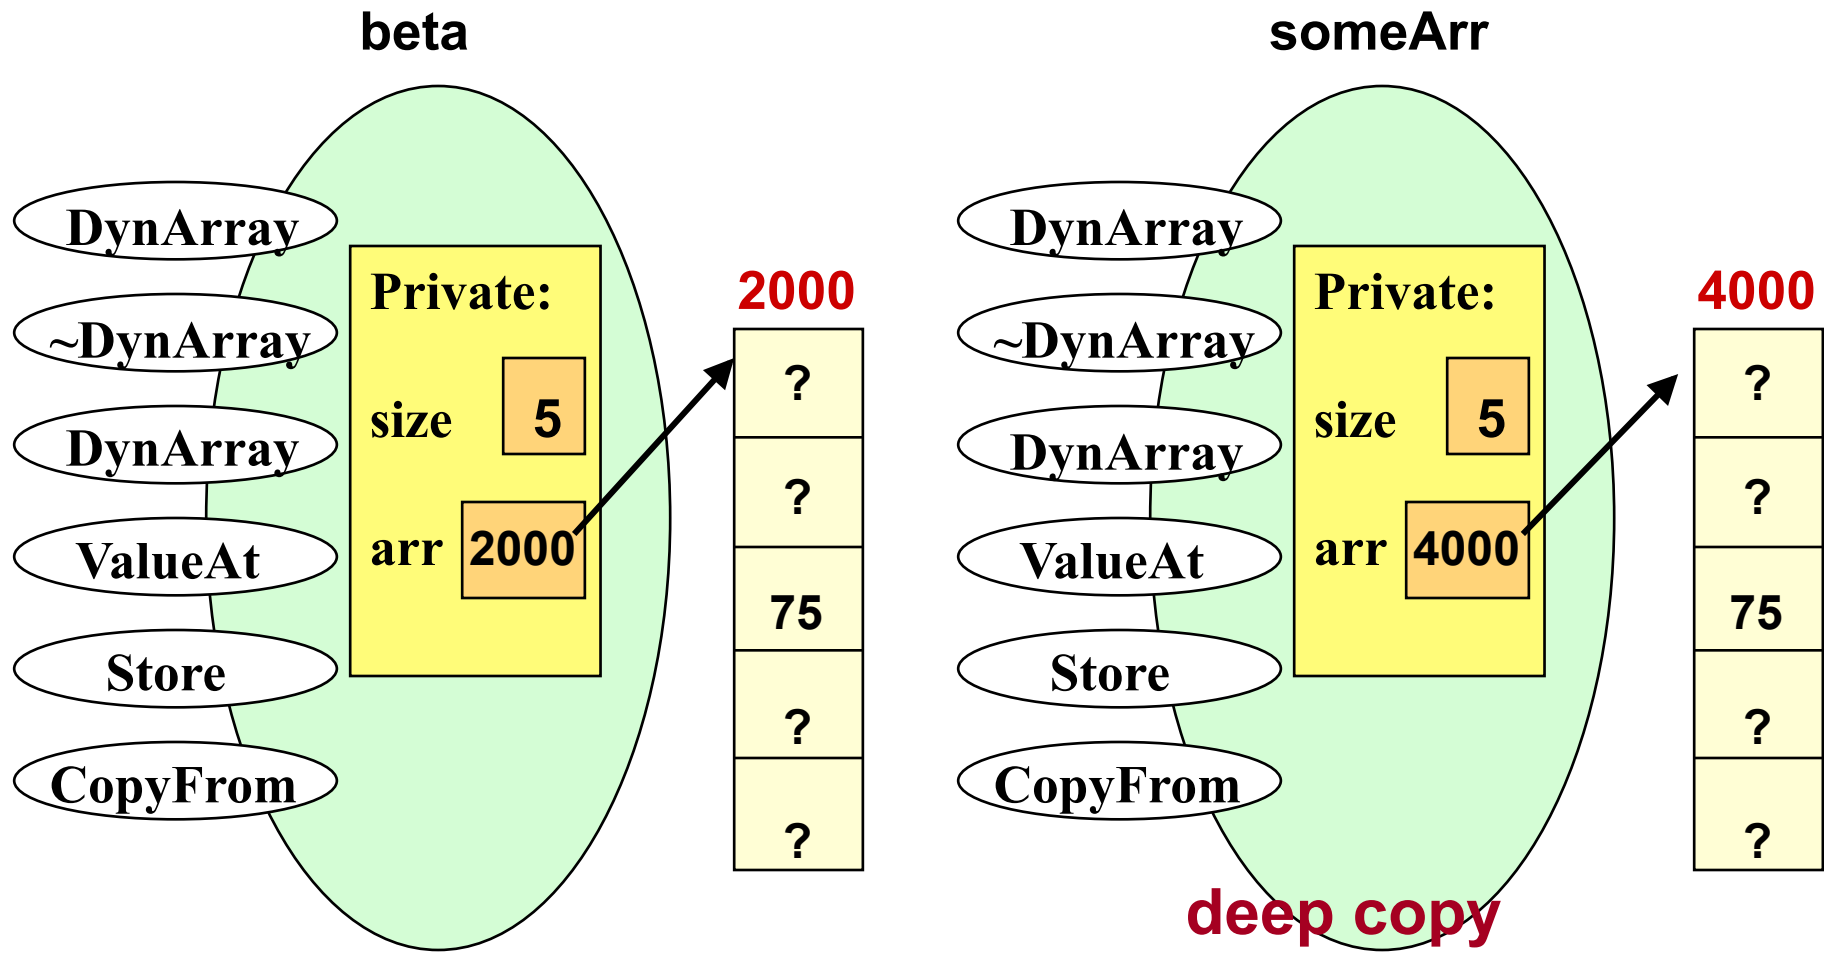 beta
DynArray
~DynArray
DynArray
ValueAt
Store
CopyFrom
Private:
size 5
arr 2000
2000
?
?
75
?
?
someArr
DynArray
~DynArray
DynArray
ValueAt
Store
CopyFrom
Private:
size 5
arr 4000
4000
?
?
75
?
?
deep copy